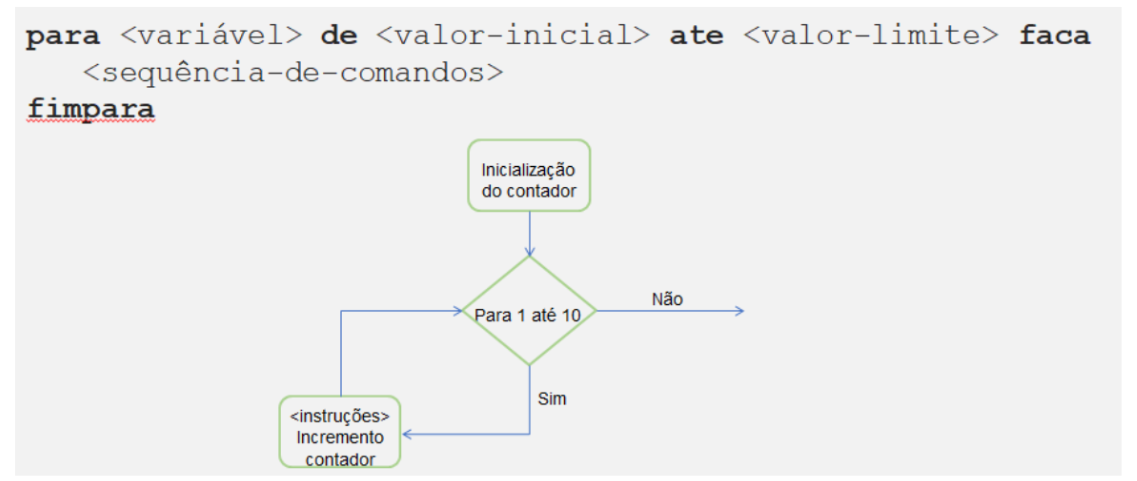 para <variável> de <valor-inicial> ate <valor-limite> faca
<sequência-de-comandos>
fimpara
Inicialização
do contador
Para 1 até 10
Não
Sim
<instruções>
Incremento
contador